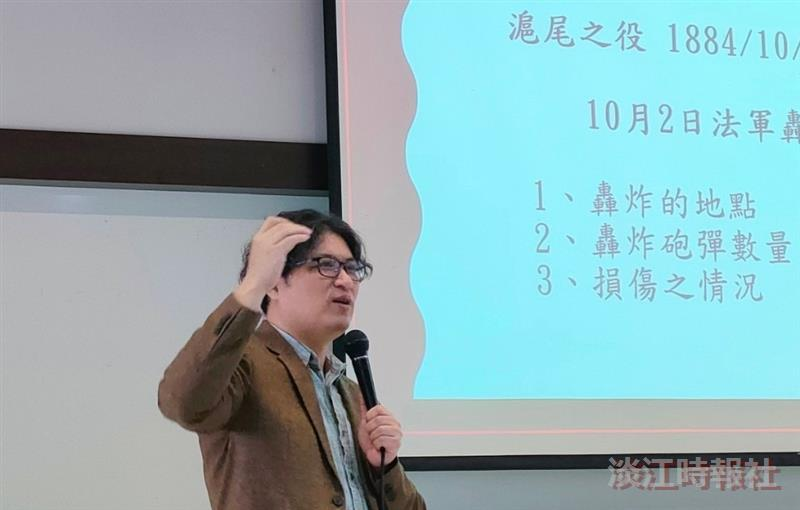 滬尾之役 1884/10/
10月2日法軍轟
1、轟炸的地點
2、轟炸砲彈數量
3、損傷之情況
淡江時報社